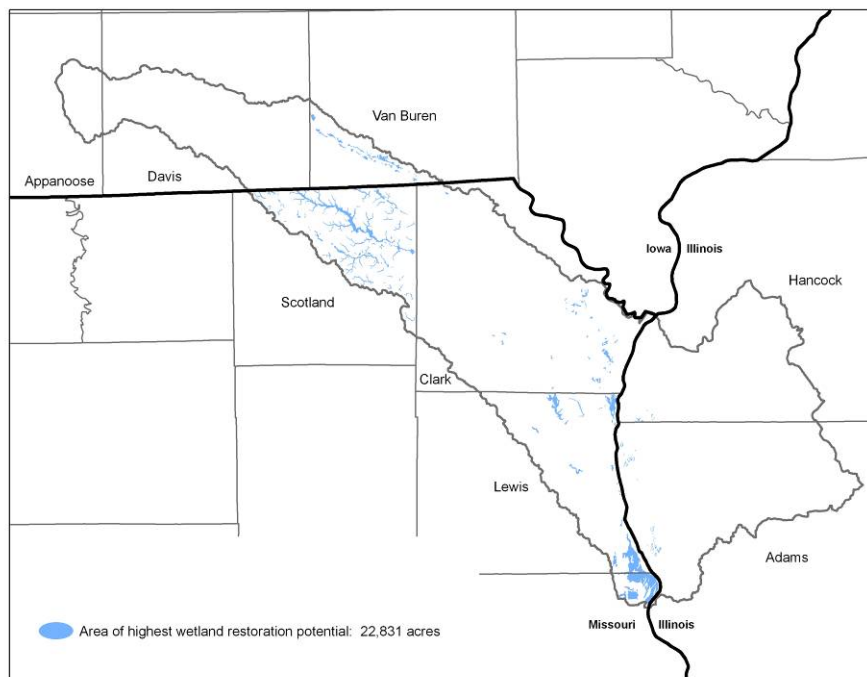 Van Buren
Appanoose
Davis
Iowa
Illinois
Hancock
Scotland
Clark
Lewis
Adams
Missouri
Illinois
Area of highest wetland restoration potential: 22,831 acres